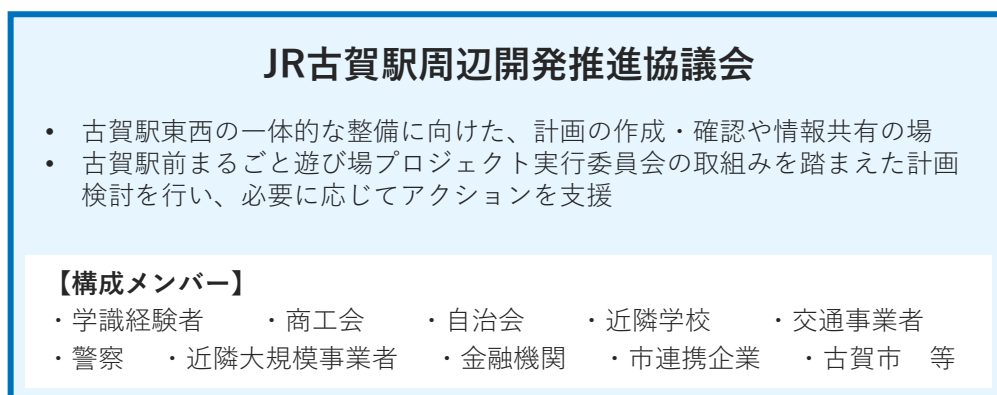 JR古賀駅周辺開発推進協議会
• 古賀駅東西の一体的な整備に向けた、計画の作成・確認や情報共有の場
• 古賀駅前まるごと遊び場プロジェクト実行委員会の取組みを踏まえた計画
検討を行い、必要に応じてアクションを支援
【構成メンバー】
・学識経験者 ・商工会 ・自治会 ・近隣学校 ・交通事業者
・警察 ・近隣大規模事業者 ・金融機関 ・市連携企業 ・古賀市 等